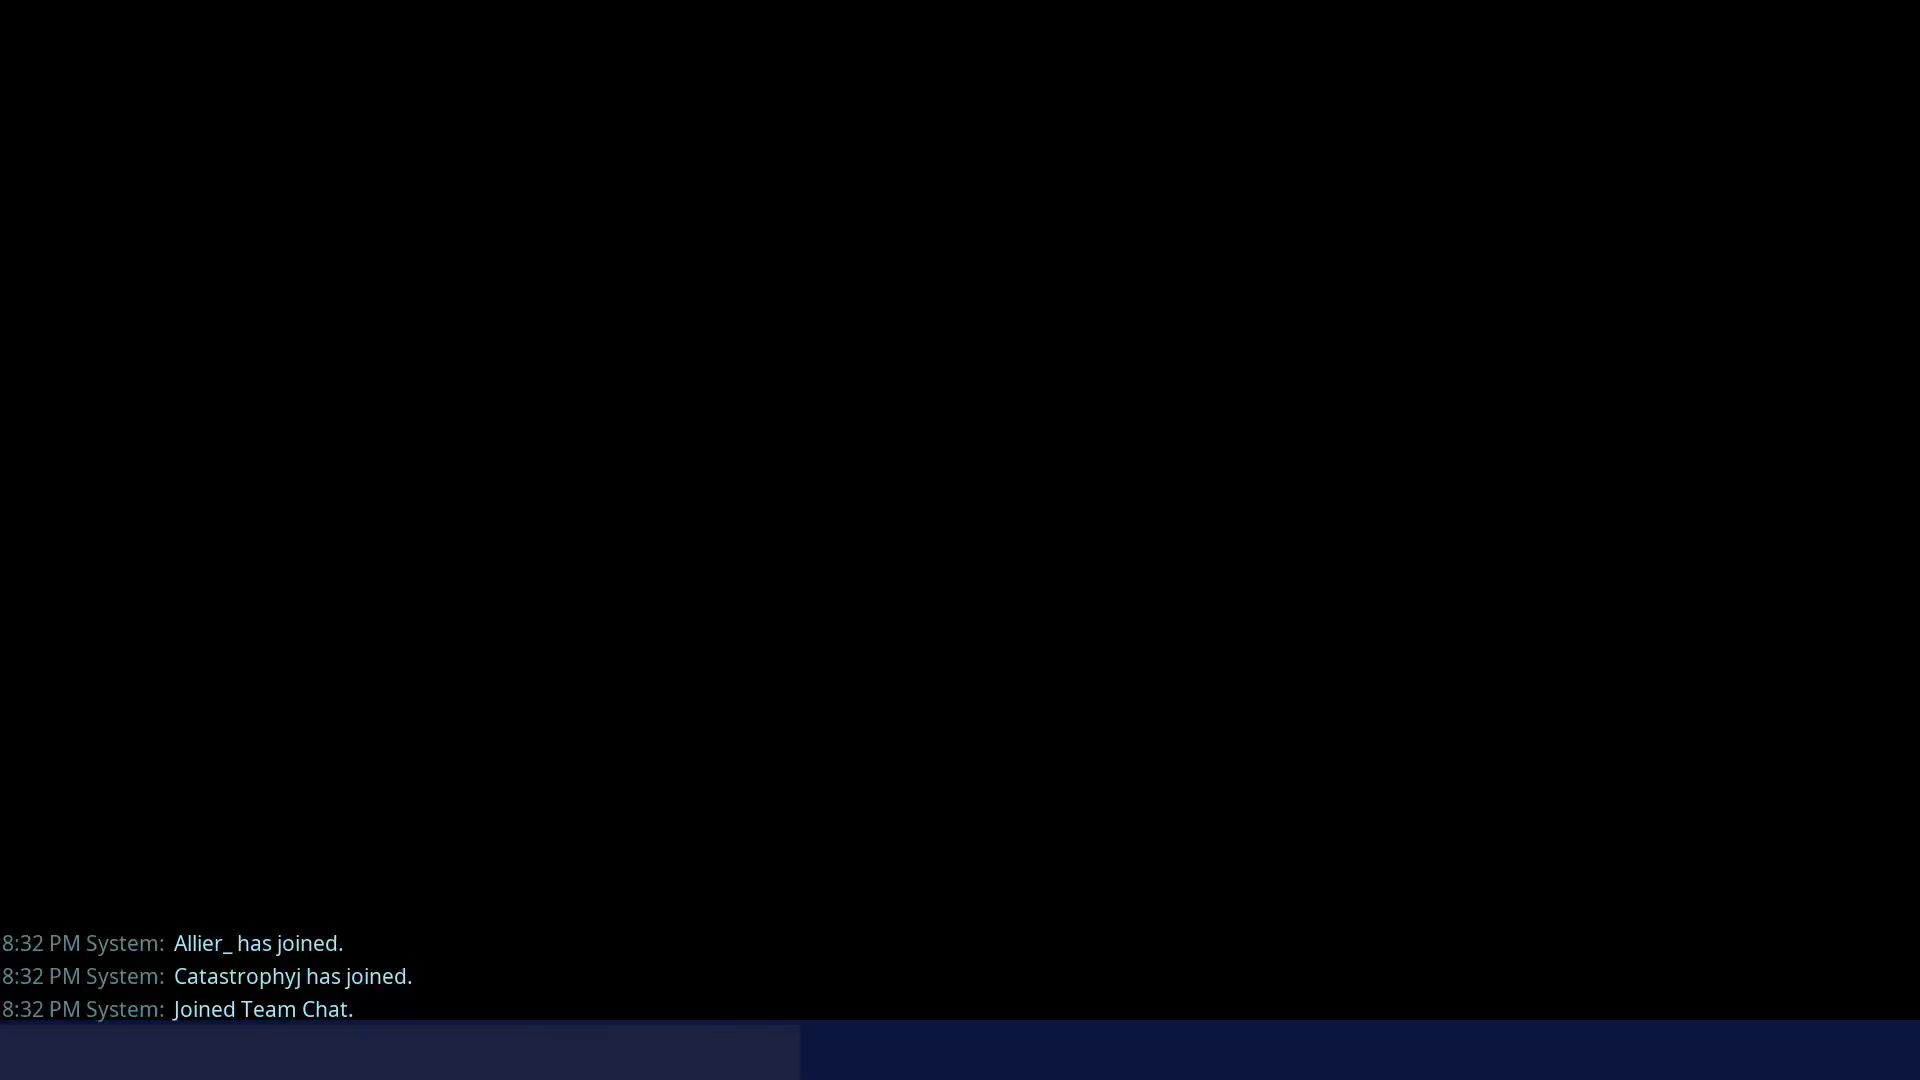 8:32 PM System: Allier_ has joined.
8:32 PM System: Catastrophyj has joined.
8:32 PM System: Joined Team Chat.